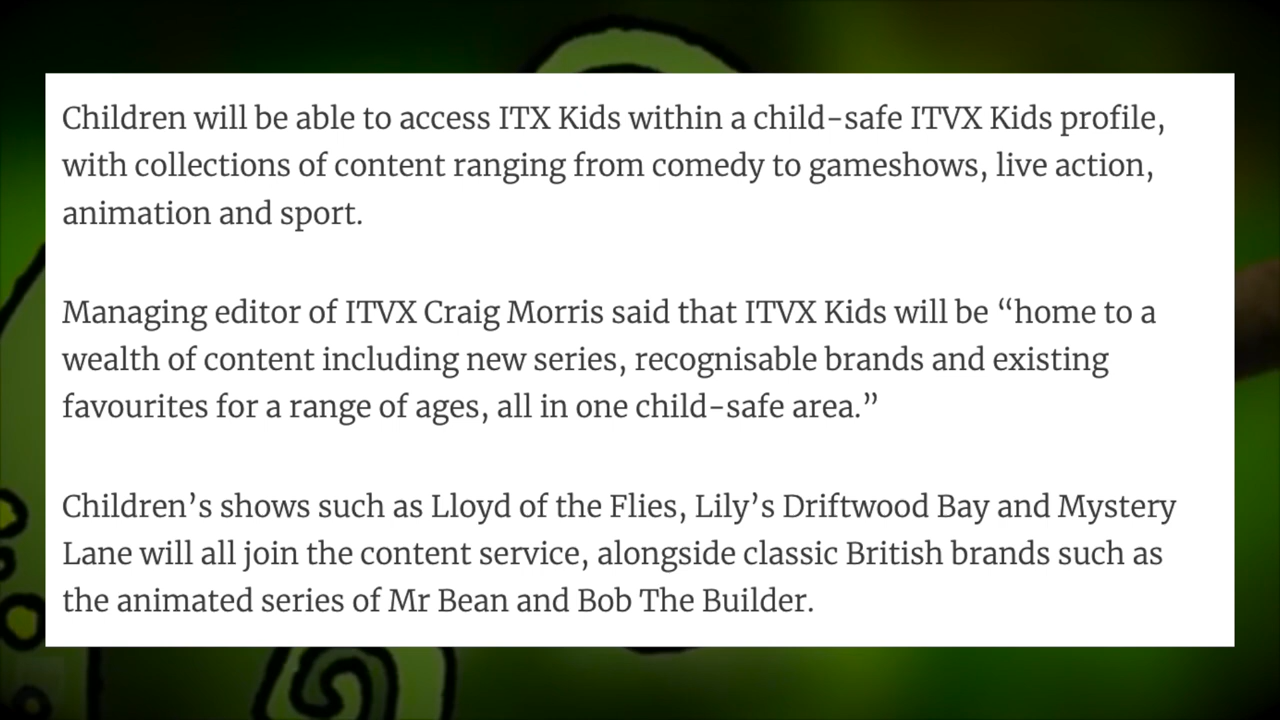 Children will be able to access ITX Kids within a child-safe ITVX Kids profile,
with collections of content ranging from comedy to gameshows, live action,
animation and sport.
Managing editor of ITVX Craig Morris said that ITVX Kids will be “home to a
wealth of content including new series, recognisable brands and existing
favourites for a range of ages, all in one child-safe area.”
Children’s shows such as Lloyd of the Flies, Lily’s Driftwood Bay and Mystery
Lane will all join the content service, alongside classic British brands such as
the animated series of Mr Bean and Bob The Builder.